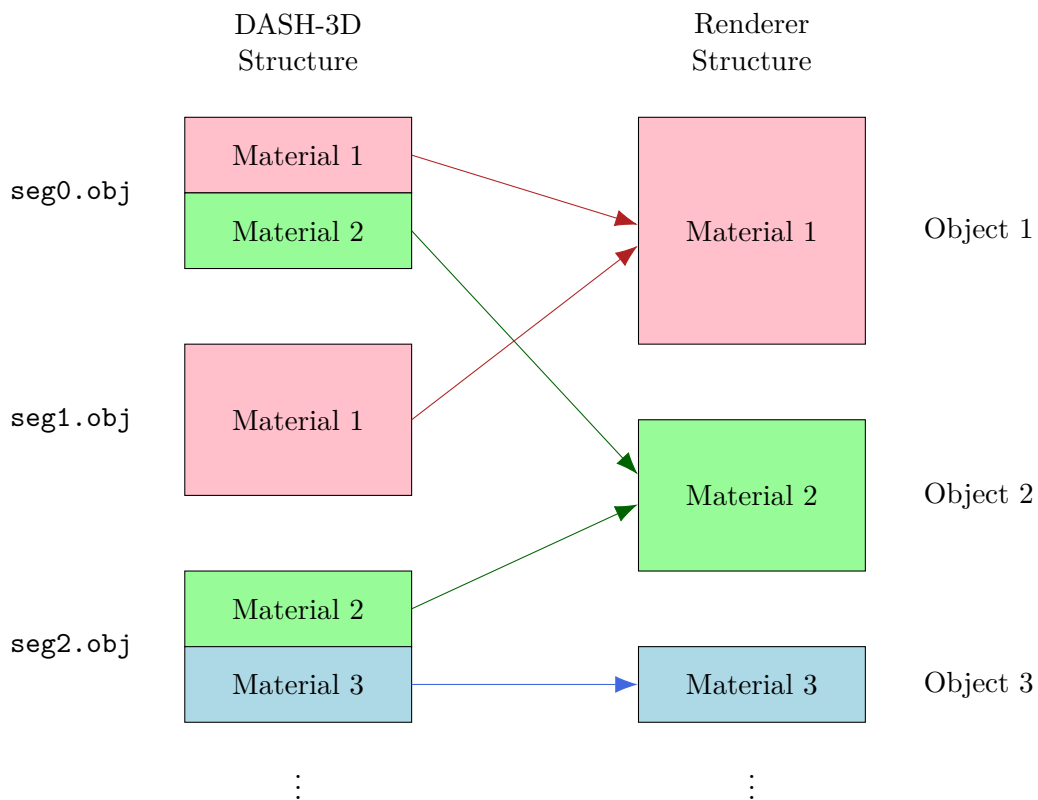 DASH-3D
Structure
Renderer
Structure
seg0.obj
Material 1
Material 2
Material 1
Object 1
seg1.obj
Material 1
Material 2
Object 2
seg2.obj
Material 2
Material 3
Material 3
Object 3
⋮
⋮